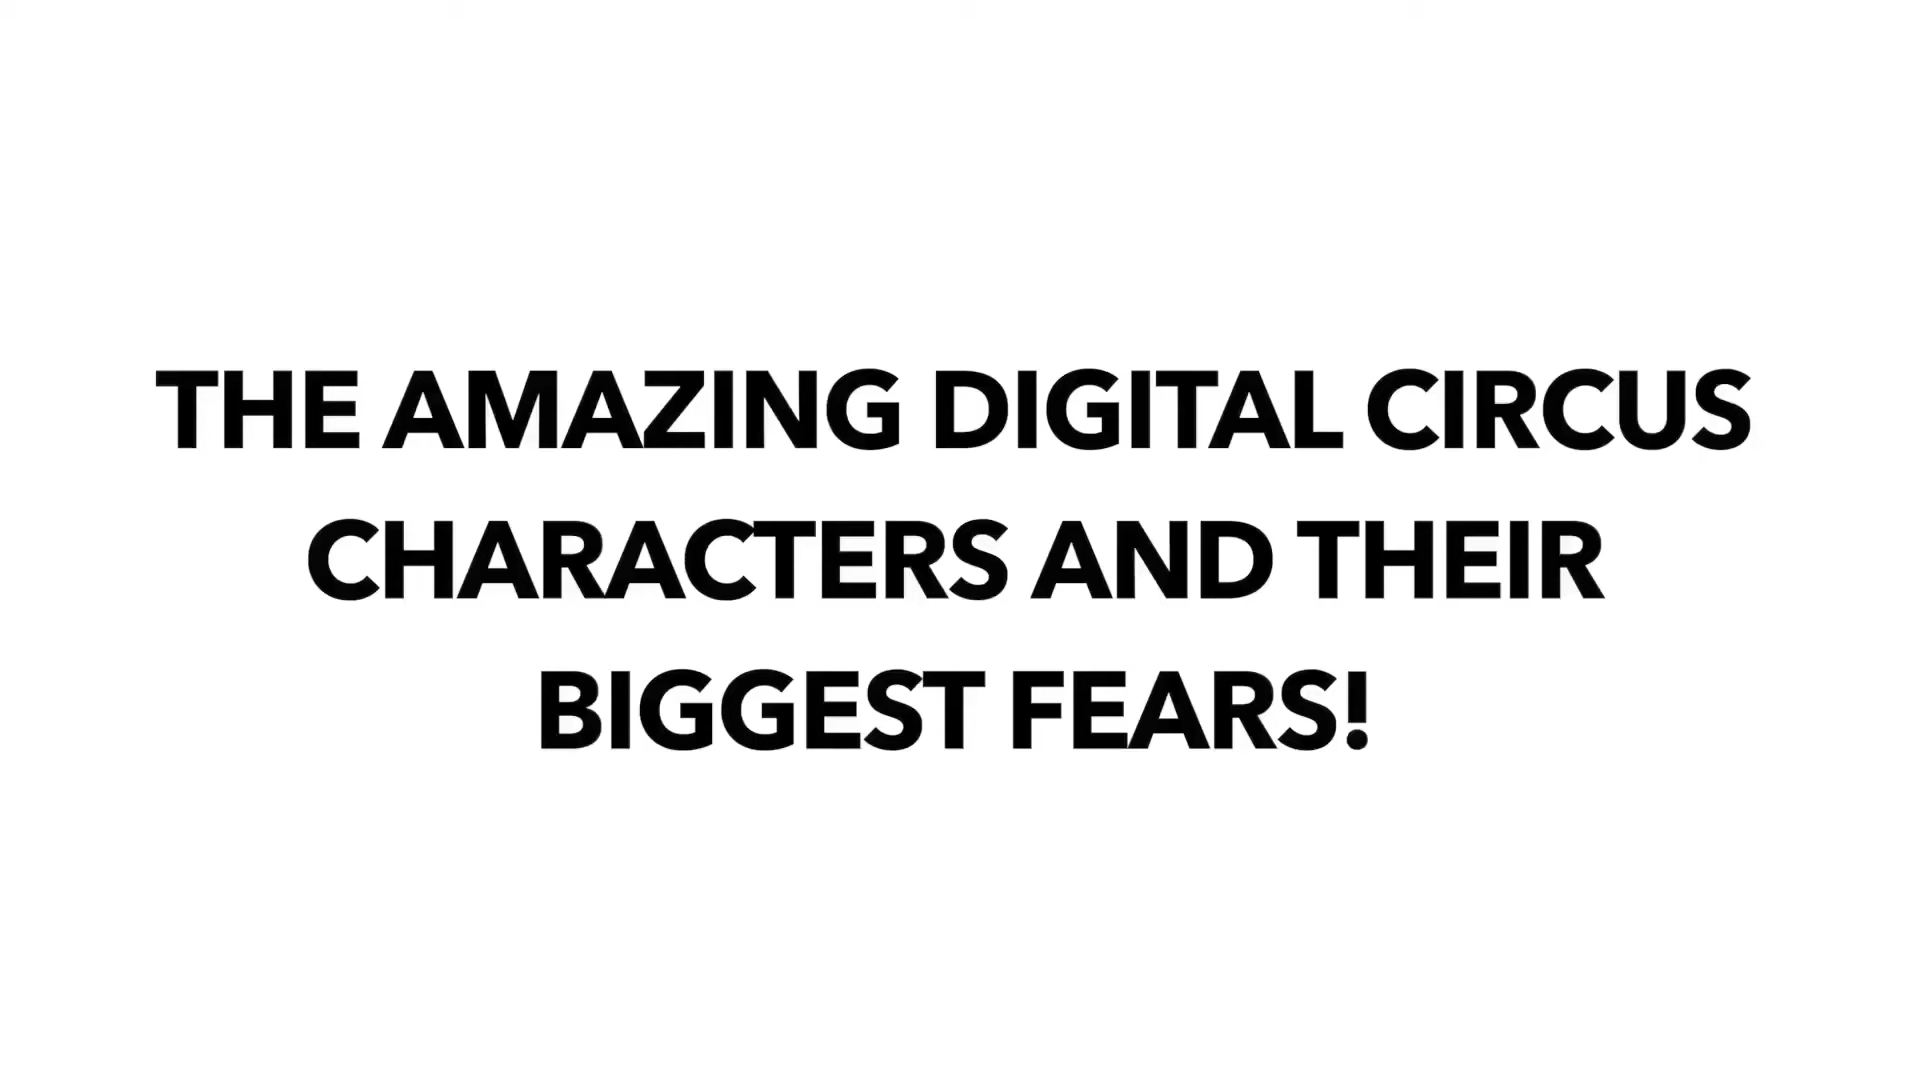 THE AMAZING DIGITAL CIRCUS
CHARACTERS AND THEIR
BIGGEST FEARS!